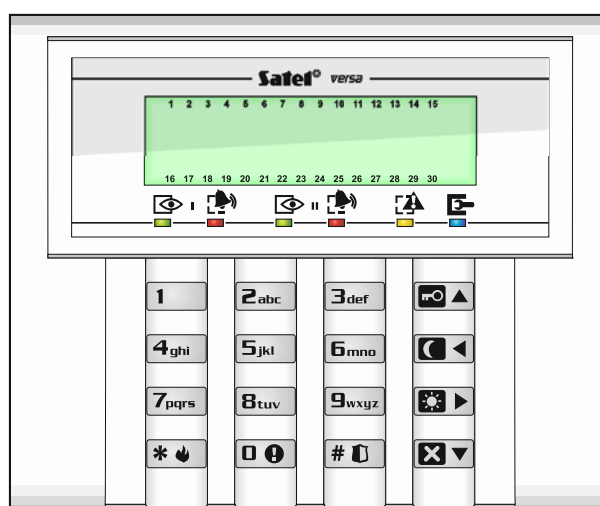 Satel versa
1 2 3 4 5 6 7 8 9 10 11 12 13 14 15
16 17 18 19 20 21 22 23 24 25 26 27 28 29 30
I II
1 2abc 3def
4ghi 5jkl 6mno
7pqrs 8tuv 9wxyz
* 0 #